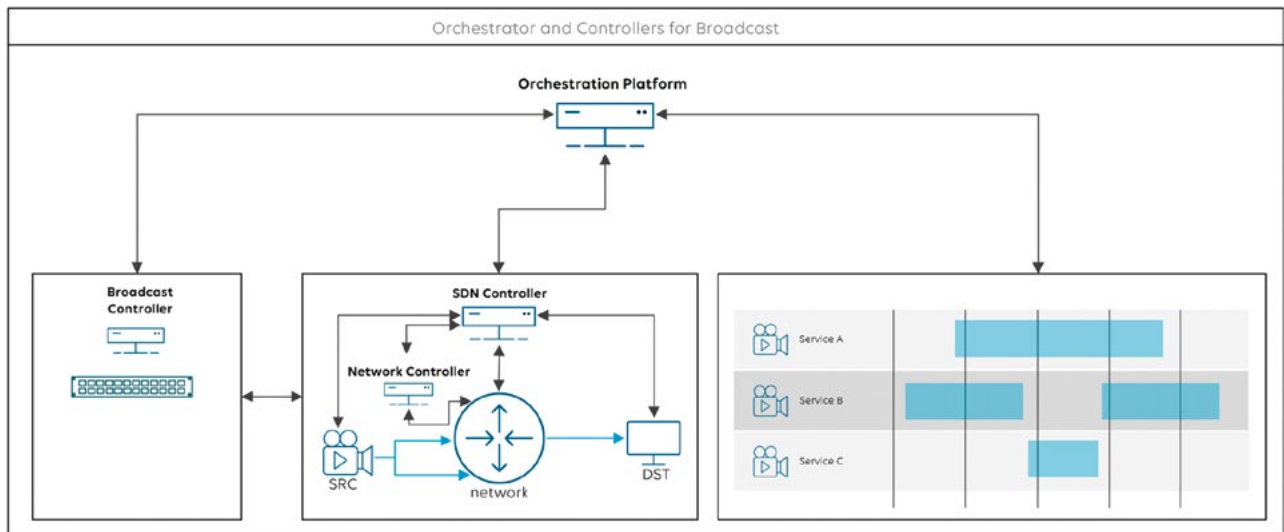 Orchestrator and Controllers for Broadcast
Orchestration Platform
Broadcast
Controller
SDN Controller
Network Controller
SRC
network
DST
Service A
Service B
Service C